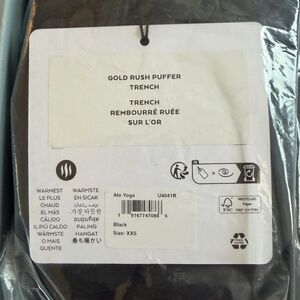 GOLD RUSH PUFFER
TRENCH
TRENCH
REMBOURRÉ RUÉE
SUR L'OR
Alo Yoga U4041R
Black
Size: XXS
WARMEST
LE PLUS
CHAUD
EL MÁS
CÁLIDO
IL PIÙ CALDO
WÄRMSTE
O MAIS
QUENTE
WARMSTE
EN SICAK
가장 따뜻한
PALING
HANGAT
最も暖かい
FSC
RECYCLED
Paper